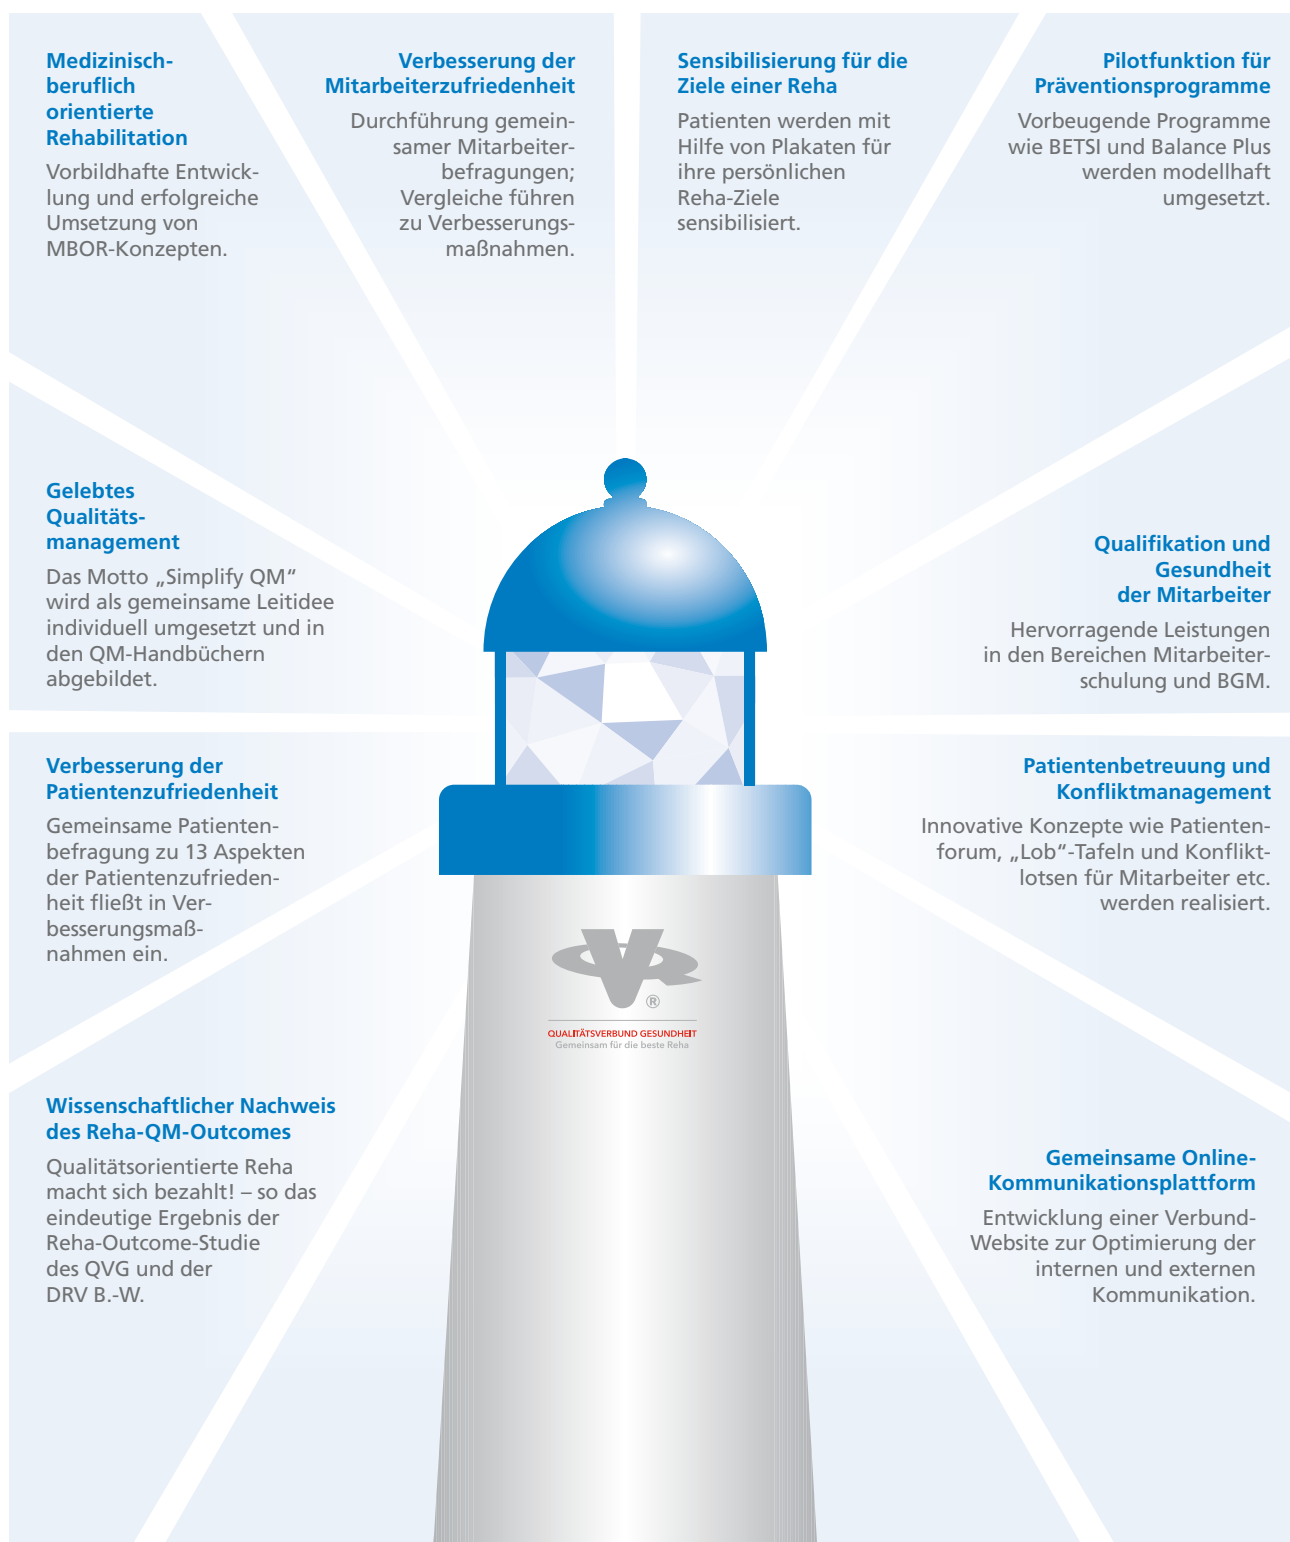 Medizinisch-
beruflich
orientierte
Rehabilitation
Vorbildhafte Entwick-
lung und erfolgreiche
Umsetzung von
MBOR-Konzepten.
Verbesserung der
Mitarbeiterzufriedenheit
Durchführung gemein-
samer Mitarbeiter-
befragungen;
Vergleiche führen
zu Verbesserungs-
maßnahmen.
Sensibilisierung für die
Ziele einer Reha
Patienten werden mit
Hilfe von Plakaten für
ihre persönlichen
Reha-Ziele
sensibilisiert.
Pilotfunktion für
Präventionsprogramme
Vorbeugende Programme
wie BETSI und Balance Plus
werden modellhaft
umgesetzt.
Gelebtes
Qualitäts-
management
Das Motto „Simplify QM“
wird als gemeinsame Leitidee
individuell umgesetzt und in
den QM-Handbüchern
abgebildet.
Qualifikation und
Gesundheit
der Mitarbeiter
Hervorragende Leistungen
in den Bereichen Mitarbeiter-
schulung und BGM.
Verbesserung der
Patientenzufriedenheit
Gemeinsame Patienten-
befragung zu 13 Aspekten
der Patientenzufrieden-
heit fließt in Ver-
besserungsmaß-
nahmen ein.
Patientenbetreuung und
Konfliktmanagement
Innovative Konzepte wie Patienten-
forum, „Lob“-Tafeln und Konflikt-
lotsen für Mitarbeiter etc.
werden realisiert.
V ®
QUALITÄTSVERBUND GESUNDHEIT
Gemeinsam für die beste Reha
Wissenschaftlicher Nachweis
des Reha-QM-Outcomes
Qualitätsorientierte Reha
macht sich bezahlt! – so das
eindeutige Ergebnis der
Reha-Outcome-Studie
des QVG und der
DRV B.-W.
Gemeinsame Online-
Kommunikationsplattform
Entwicklung einer Verbund-
Website zur Optimierung der
internen und externen
Kommunikation.